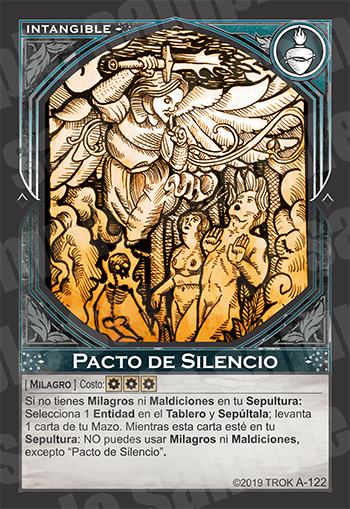 INTANGIBLE
PACTO DE SILENCIO
[ MILAGRO ] Costo:
Si no tienes Milagros ni Maldiciones en tu Sepultura:
Selecciona 1 Entidad en el Tablero y Sepúltala; levanta
1 carta de tu Mazo. Mientras esta carta esté en tu
Sepultura: NO puedes usar Milagros ni Maldiciones,
excepto “Pacto de Silencio”.
©2019 TROK A-122